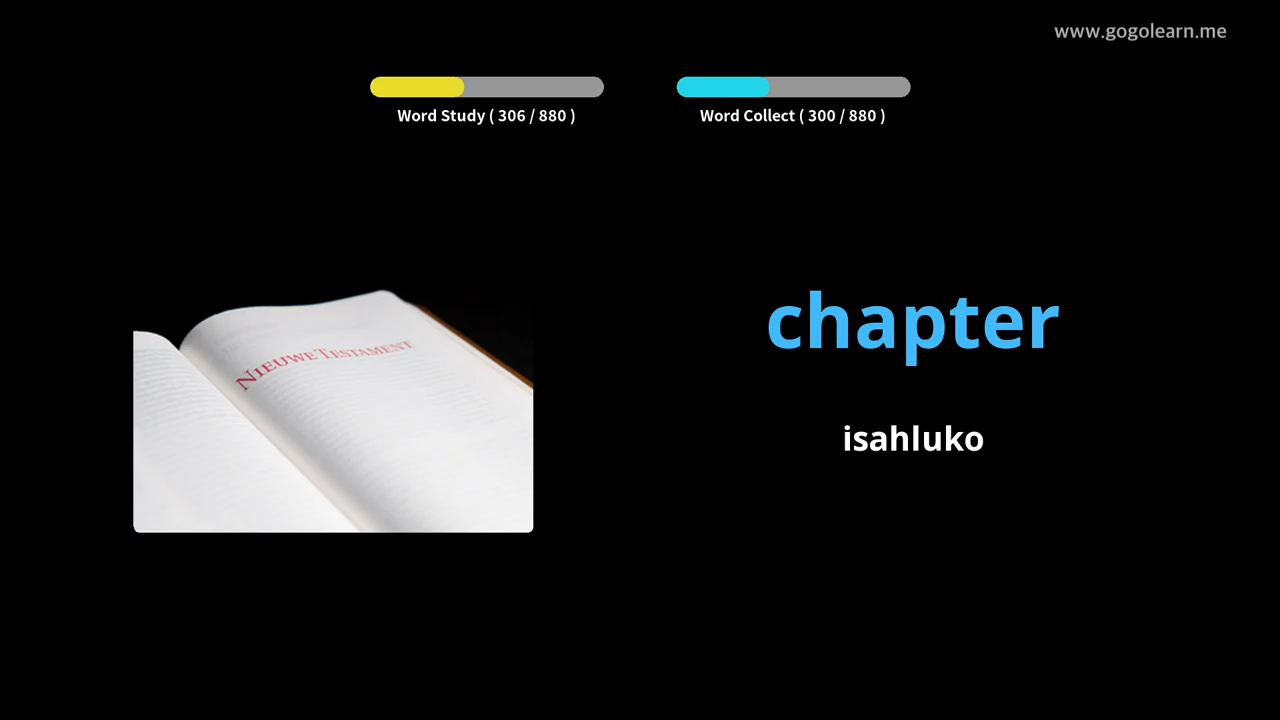 www.gogolearn.me
Word Study ( 306 / 880 )
Word Collect ( 300 / 880 )
NIEUWE TESTAMENT
chapter
isahluko